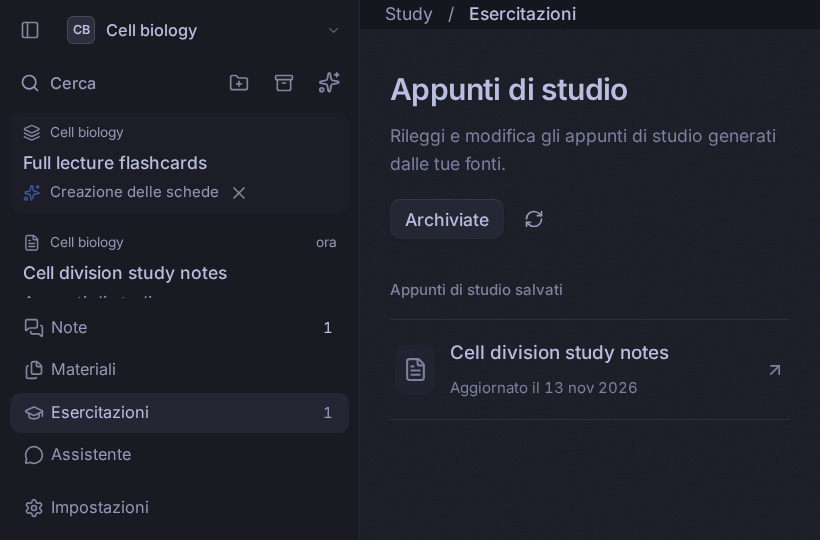 CB Cell biology
Cerca
Cell biology
Full lecture flashcards
Creazione delle schede
Cell biology ora
Cell division study notes
Note 1
Materiali
Esercitazioni 1
Assistente
Impostazioni
Study / Esercitazioni
Appunti di studio
Rileggi e modifica gli appunti di studio generati
dalle tue fonti.
Archiviate
Appunti di studio salvati
Cell division study notes
Aggiornato il 13 nov 2026